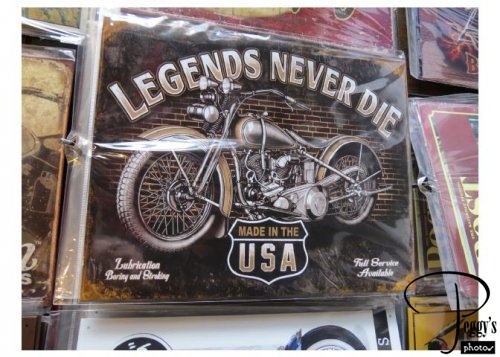 LEGENDS NEVER DIE
MADE IN THE
USA
Lubrication
Boring and Stroking
Full Service
Available
Peggy's
photos